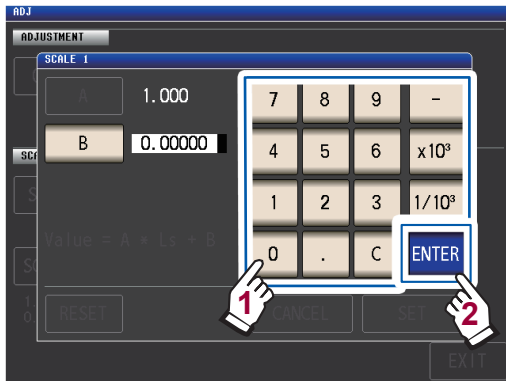 ADJ
ADJUSTMENT
SCALE 1
A 1.000
B 0.00000
7 8 9 -
4 5 6 x10³
1 2 3 1/10³
0 . C ENTER
Value = A * Ls + B
1 2
RESET CANCEL SET
EXIT